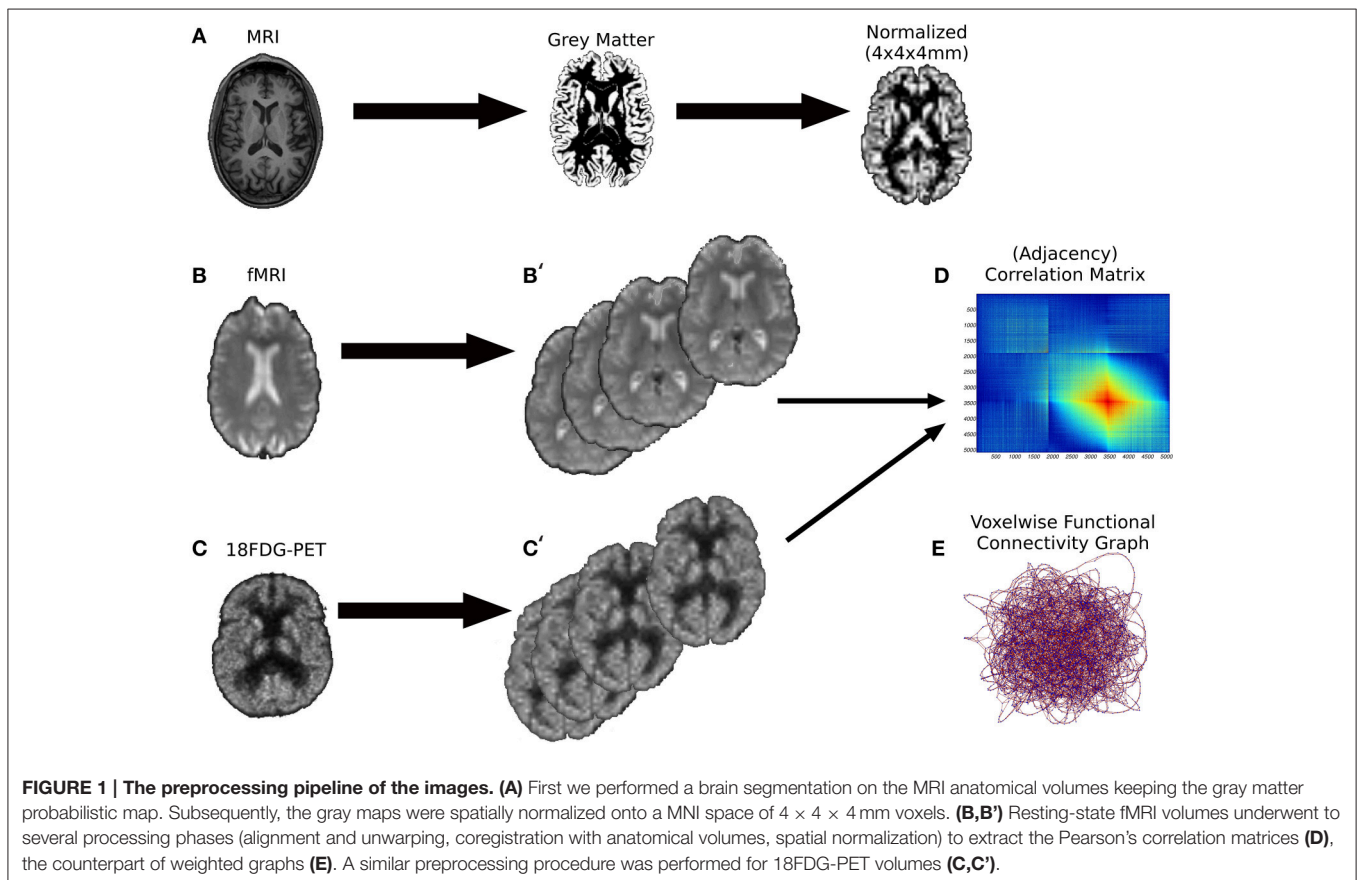 A
MRI
Grey Matter
Normalized
(4x4x4mm)
B
fMRI
B‘
(Adjacency)
D
Correlation Matrix
500
1000
1500
2000
2500
3000
3500
4000
4500
5000
500 1000 1500 2000 2500 3000 3500 4000 4500 5000
C
18FDG-PET
C‘
Voxelwise Functional
E
Connectivity Graph
FIGURE 1 | The preprocessing pipeline of the images. (A) First we performed a brain segmentation on the MRI anatomical volumes keeping the gray matter
probabilistic map. Subsequently, the gray maps were spatially normalized onto a MNI space of 4 × 4 × 4 mm voxels. (B,B’) Resting-state fMRI volumes underwent to
several processing phases (alignment and unwarping, coregistration with anatomical volumes, spatial normalization) to extract the Pearson’s correlation matrices (D),
the counterpart of weighted graphs (E). A similar preprocessing procedure was performed for 18FDG-PET volumes (C,C’).